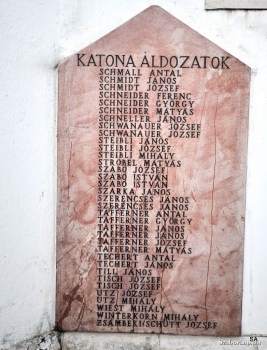 KATONA ÁLDOZATOK
SCHMALL ANTAL
SCHMIDT JÁNOS
SCHMIDT JÓZSEF
SCHNEIDER FERENC
SCHNEIDER GYÖRGY
SCHNEIDER MÁTYÁS
SCHNELLER JÁNOS
SCHWANAUER JÓZSEF
SCHWANAUER JÓZSEF
STEIBL JÁNOS
STEIBLI JÓZSEF
STEIBLI MIHÁLY
STROBEL MÁTYÁS
SZABÓ JÓZSEF
SZABÓ ISTVÁN
SZABÓ ISTVÁN
SZARKA JÁNOS
SZERENCSÉS JÁNOS
SZERENCSÉS JÁNOS
TAFFERNER ANTAL
TAFFERNER GYÖRGY
TAFFERNER JÁNOS
TAFFERNER JÁNOS
TAFFERNER JÓZSEF
TAFFERNER MÁTYÁS
TECHERT ANTAL
TECHERT JÁNOS
TILL JÁNOS
TISCH JÓZSEF
TISCH JÓZSEF
UTZ JÓZSEF
UTZ MIHÁLY
WIEST MIHÁLY
WINTERKORN MIHÁLY
ZSÁMBÉKI/SCHÜTT JÓZSEF